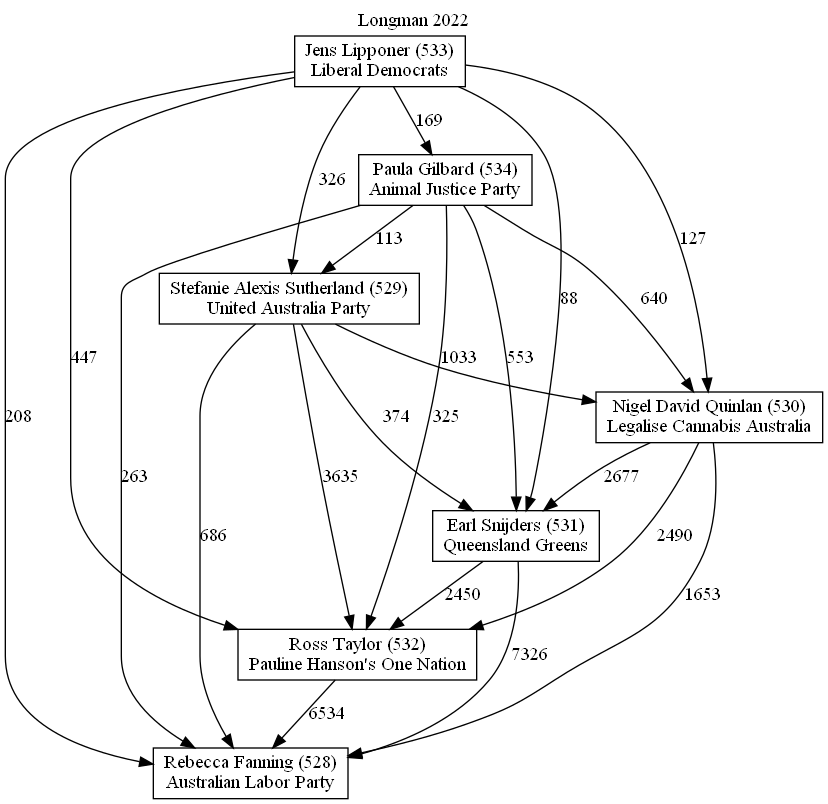 Longman 2022
Jens Lipponer (533)
Liberal Democrats
169
326
Paula Gilbard (534)
Animal Justice Party
113
127
Stefanie Alexis Sutherland (529)
United Australia Party
88
640
447
1033
553
208
374
325
Nigel David Quinlan (530)
Legalise Cannabis Australia
263
3635
2677
686
Earl Snijders (531)
Queensland Greens
2490
2450
1653
Ross Taylor (532)
Pauline Hanson's One Nation
7326
6534
Rebecca Fanning (528)
Australian Labor Party